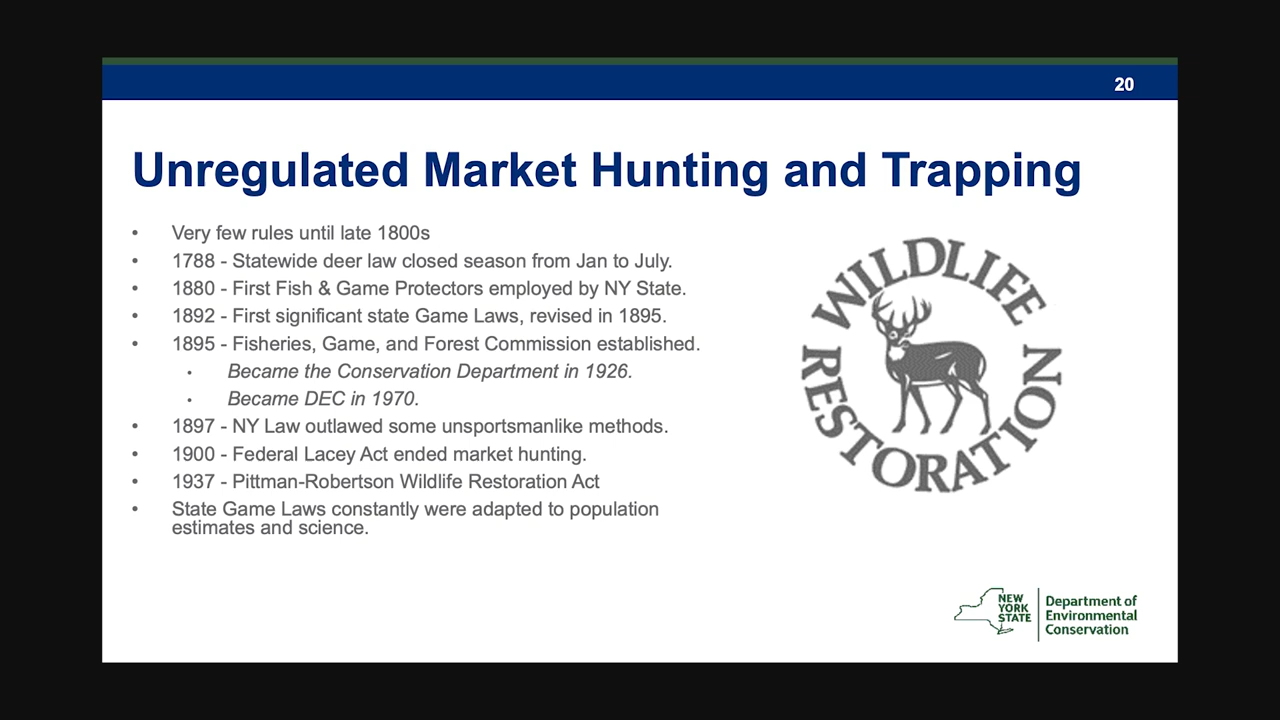 20
Unregulated Market Hunting and Trapping
• Very few rules until late 1800s
• 1788 - Statewide deer law closed season from Jan to July.
• 1880 - First Fish & Game Protectors employed by NY State.
• 1892 - First significant state Game Laws, revised in 1895.
• 1895 - Fisheries, Game, and Forest Commission established.
• Became the Conservation Department in 1926.
• Became DEC in 1970.
• 1897 - NY Law outlawed some unsportsmanlike methods.
• 1900 - Federal Lacey Act ended market hunting.
• 1937 - Pittman-Robertson Wildlife Restoration Act
• State Game Laws constantly were adapted to population
estimates and science.
WILDLIFE
RESTORATION
NEW
YORK
STATE
Department of
Environmental
Conservation